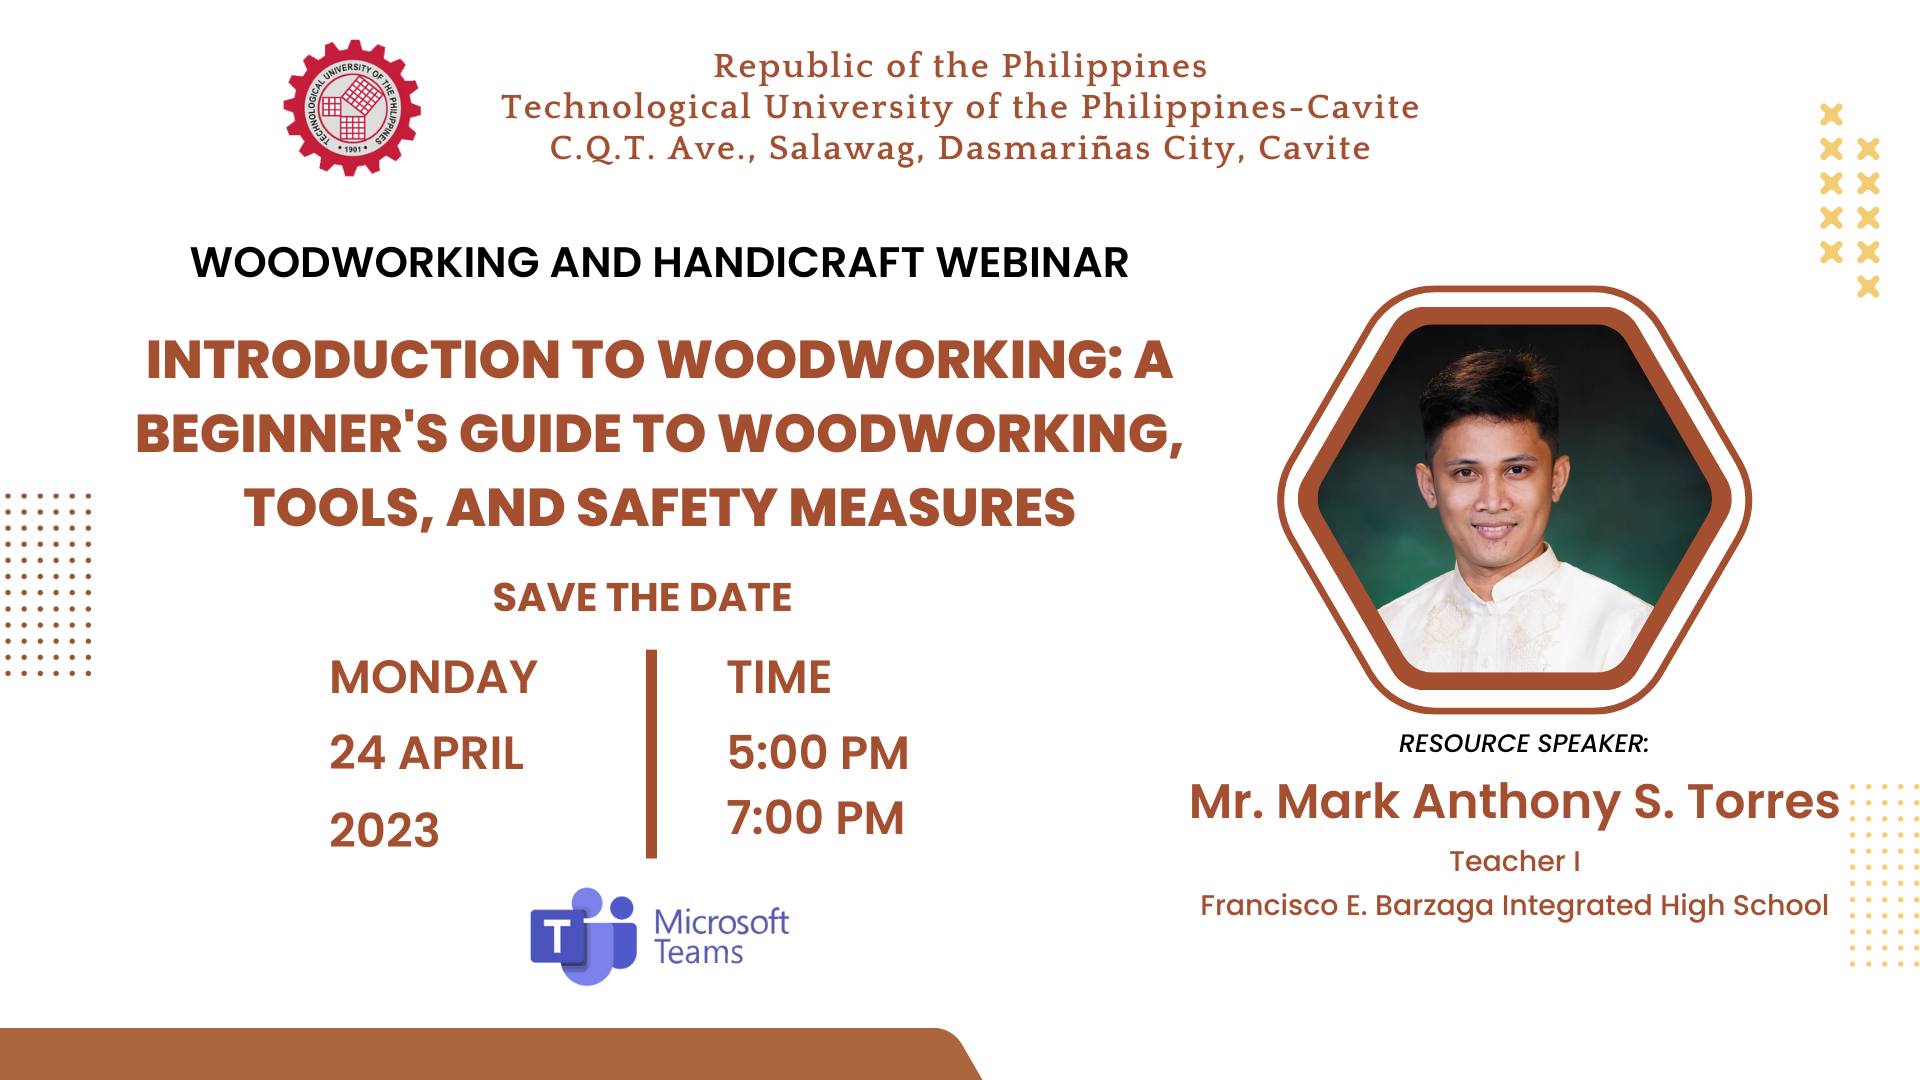 TECHNOLOGICAL UNIVERSITY OF THE PHILIPPINES
• 1901 •
Republic of the Philippines
Technological University of the Philippines-Cavite
C.Q.T. Ave., Salawag, Dasmariñas City, Cavite
WOODWORKING AND HANDICRAFT WEBINAR
INTRODUCTION TO WOODWORKING: A
BEGINNER'S GUIDE TO WOODWORKING,
TOOLS, AND SAFETY MEASURES
SAVE THE DATE
MONDAY
24 APRIL
2023
TIME
5:00 PM
7:00 PM
T
Microsoft
Teams
RESOURCE SPEAKER:
Mr. Mark Anthony S. Torres
Teacher I
Francisco E. Barzaga Integrated High School